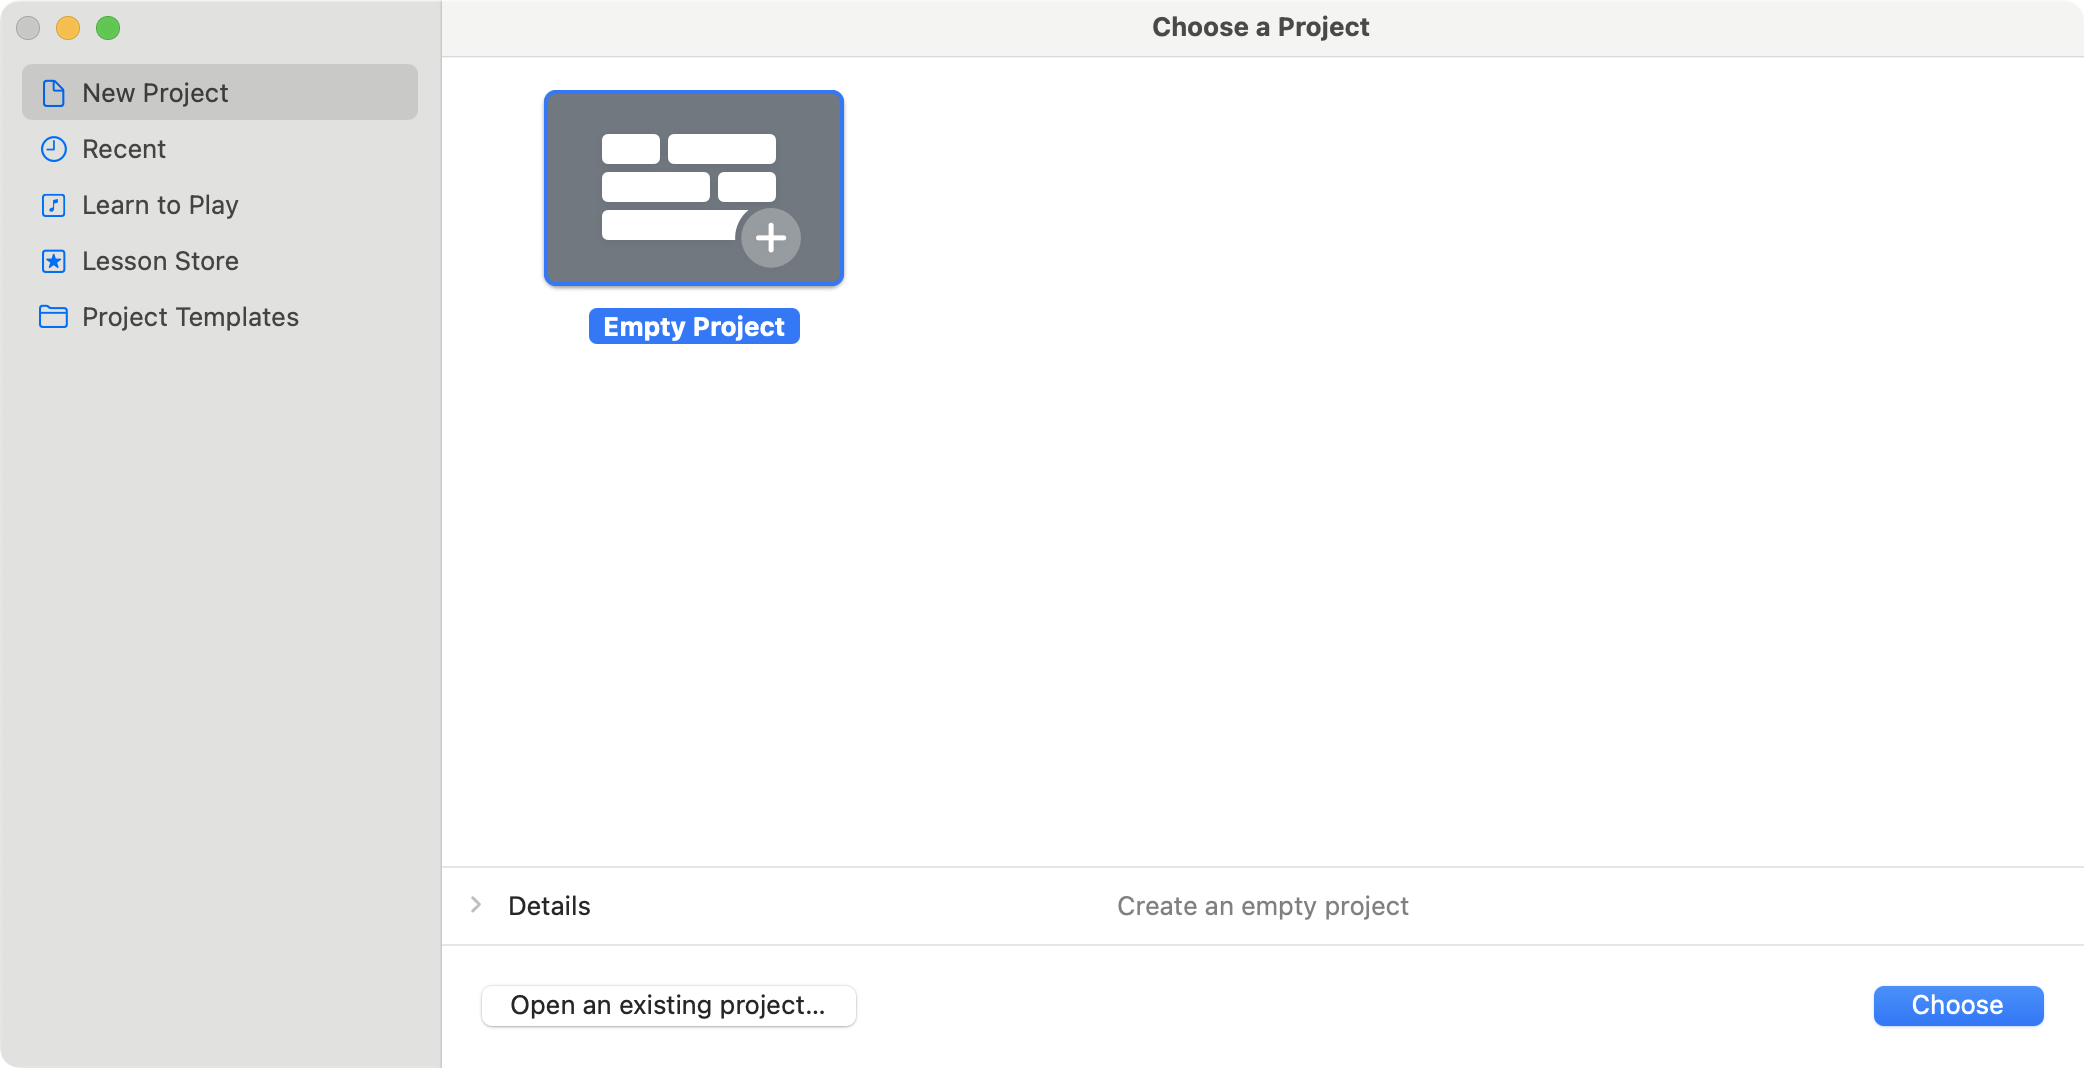 Choose a Project
New Project
Recent
Learn to Play
Lesson Store
Project Templates
Empty Project
Details
Create an empty project
Open an existing project...
Choose